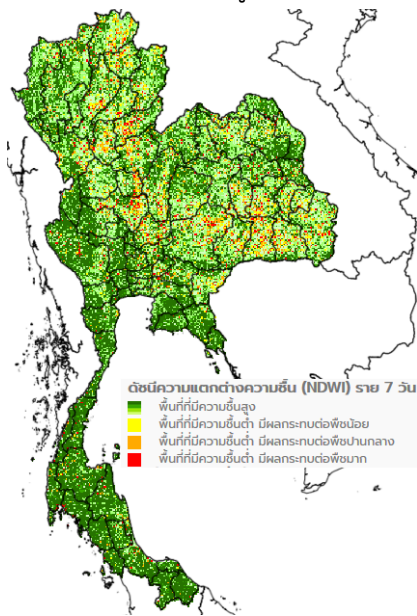 ดัชนีความแตกต่างความชื้น (NDWI) ราย 7 วัน
พื้นที่ที่มีความชื้นสูง
พื้นที่ที่มีความชื้นต่ำ มีผลกระทบต่อพืชน้อย
พื้นที่ที่มีความชื้นต่ำ มีผลกระทบต่อพืชปานกลาง
พื้นที่ที่มีความชื้นต่ำ มีผลกระทบต่อพืชมาก